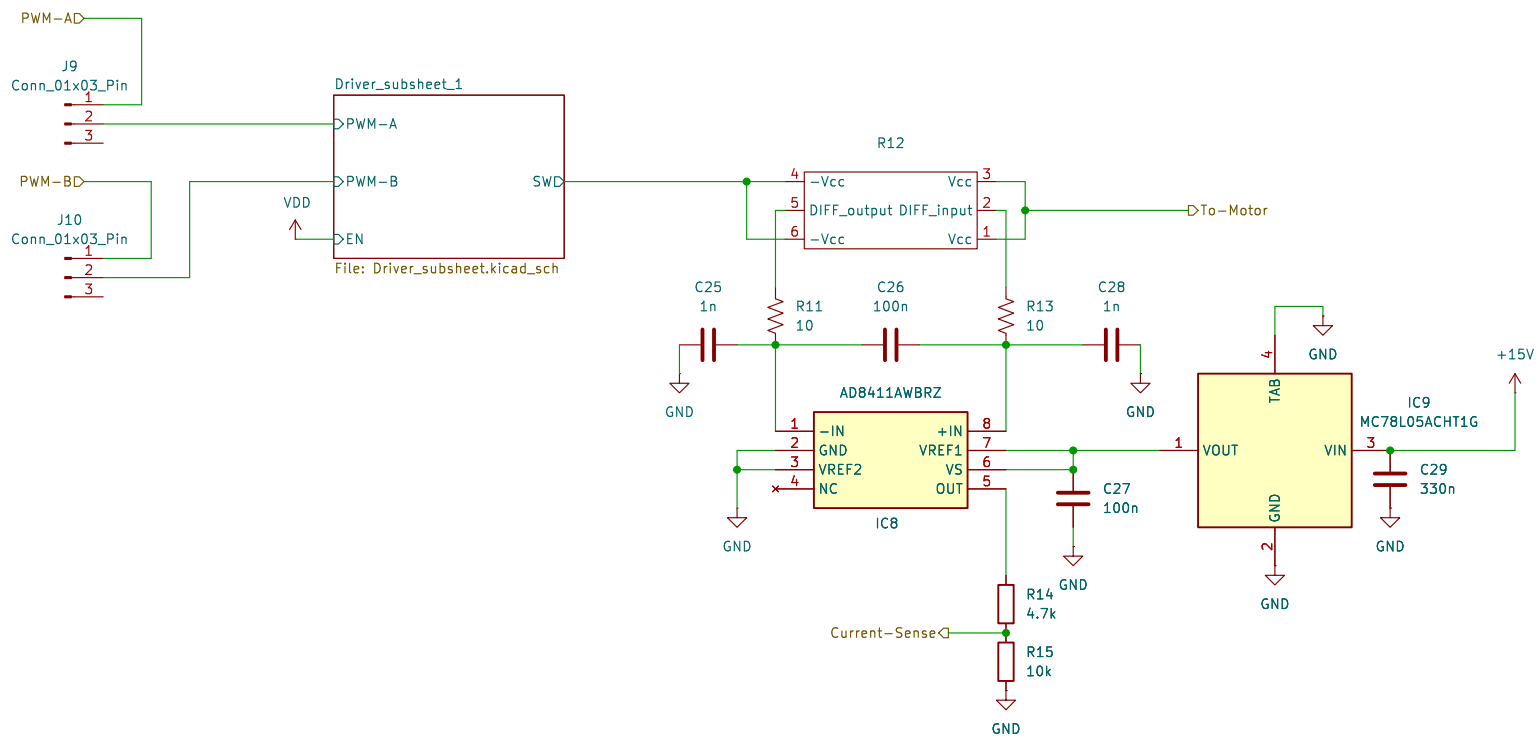 PWM-A
J9
Conn_01x03_Pin
1
2
3
PWM-B
J10
Conn_01x03_Pin
1
2
3
VDD
Driver_subsheet_1
PWM-A
PWM-B
SW
EN
File: Driver_subsheet.kicad_sch
R12
4 -Vcc Vcc 3
5 DIFF_output DIFF_input 2
6 -Vcc Vcc 1
To-Motor
C25
1n
R11
10
C26
100n
R13
10
C28
1n
GND
GND
AD8411AWBRZ
1 -IN +IN 8
2 GND VREF1 7
3 VREF2 VS 6
4 NC OUT 5
IC8
GND
C27
100n
GND
R14
4.7k
Current-Sense
R15
10k
GND
GND
4
TAB
IC9
MC78L05ACHT1G
1 VOUT VIN 3
GND
2
GND
+15V
C29
330n
GND